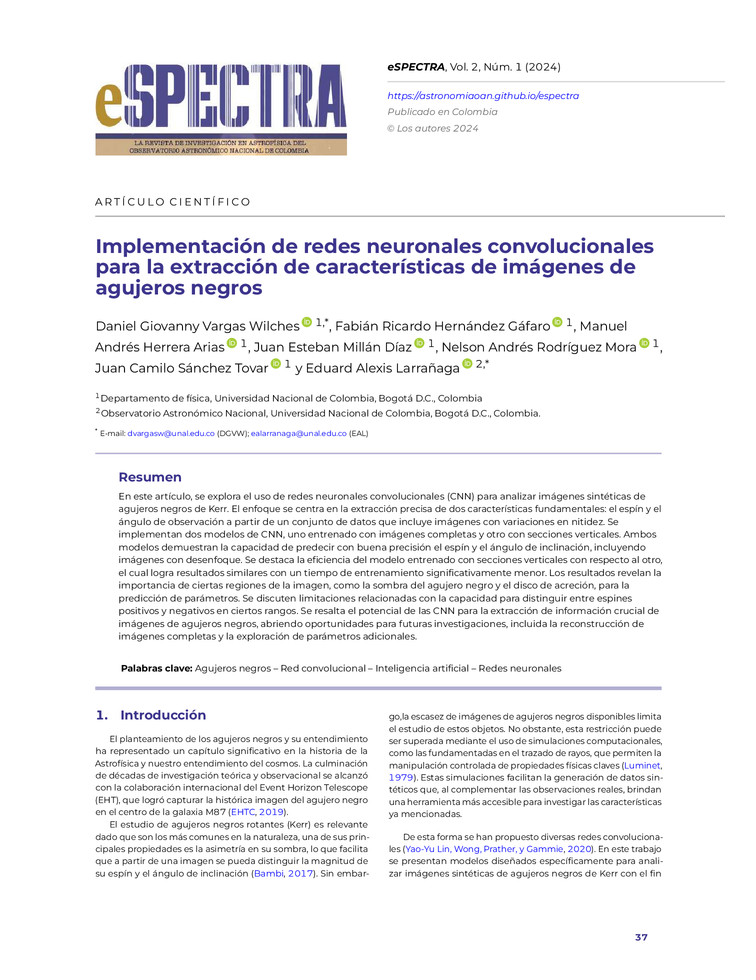 eSPECTRA
LA REVISTA DE INVESTIGACIÓN EN ASTROFÍSICA DEL
OBSERVATORIO ASTRONÓMICO NACIONAL DE COLOMBIA
eSPECTRA, Vol. 2, Núm. 1 (2024)
https://astronomiaoan.github.io/espectra
Publicado en Colombia
© Los autores 2024
ARTÍCULO CIENTÍFICO
Implementación de redes neuronales convolucionales
para la extracción de características de imágenes de
agujeros negros
Daniel Giovanny Vargas Wilches iD 1,*, Fabián Ricardo Hernández Gáfaro iD 1, Manuel
Andrés Herrera Arias iD 1, Juan Esteban Millán Díaz iD 1, Nelson Andrés Rodríguez Mora iD 1,
Juan Camilo Sánchez Tovar iD 1 y Eduard Alexis Larrañaga iD 2,*
1 Departamento de física, Universidad Nacional de Colombia, Bogotá D.C., Colombia
2 Observatorio Astronómico Nacional, Universidad Nacional de Colombia, Bogotá D.C., Colombia.
* E-mail: dvargasw@unal.edu.co (DGVW); ealarranaga@unal.edu.co (EAL)
Resumen
En este artículo, se explora el uso de redes neuronales convolucionales (CNN) para analizar imágenes sintéticas de
agujeros negros de Kerr. El enfoque se centra en la extracción precisa de dos características fundamentales: el espín y el
ángulo de observación a partir de un conjunto de datos que incluye imágenes con variaciones en nitidez. Se
implementan dos modelos de CNN, uno entrenado con imágenes completas y otro con secciones verticales. Ambos
modelos demuestran la capacidad de predecir con buena precisión el espín y el ángulo de inclinación, incluyendo
imágenes con desenfoque. Se destaca la eficiencia del modelo entrenado con secciones verticales con respecto al otro,
el cual logra resultados similares con un tiempo de entrenamiento significativamente menor. Los resultados revelan la
importancia de ciertas regiones de la imagen, como la sombra del agujero negro y el disco de acreción, para la
predicción de parámetros. Se discuten limitaciones relacionadas con la capacidad para distinguir entre espines
positivos y negativos en ciertos rangos. Se resalta el potencial de las CNN para la extracción de información crucial de
imágenes de agujeros negros, abriendo oportunidades para futuras investigaciones, incluida la reconstrucción de
imágenes completas y la exploración de parámetros adicionales.
Palabras clave: Agujeros negros – Red convolucional – Inteligencia artificial – Redes neuronales
1. Introducción
El planteamiento de los agujeros negros y su entendimiento
ha representado un capítulo significativo en la historia de la
Astrofísica y nuestro entendimiento del cosmos. La culminación
de décadas de investigación teórica y observacional se alcanzó
con la colaboración internacional del Event Horizon Telescope
(EHT), que logró capturar la histórica imagen del agujero negro
en el centro de la galaxia M87 (EHTC, 2019).
El estudio de agujeros negros rotantes (Kerr) es relevante
dado que son los más comunes en la naturaleza, una de sus prin-
cipales propiedades es la asimetría en su sombra, lo que facilita
que a partir de una imagen se pueda distinguir la magnitud de
su espín y el ángulo de inclinación (Bambi, 2017). Sin embar-
go,la escasez de imágenes de agujeros negros disponibles limita
el estudio de estos objetos. No obstante, esta restricción puede
ser superada mediante el uso de simulaciones computacionales,
como las fundamentadas en el trazado de rayos, que permiten la
manipulación controlada de propiedades físicas claves (Luminet,
1979). Estas simulaciones facilitan la generación de datos sin-
téticos que, al complementar las observaciones reales, brindan
una herramienta más accesible para investigar las características
ya mencionadas.
De esta forma se han propuesto diversas redes convoluciona-
les (Yao-Yu Lin, Wong, Prather, y Gammie, 2020). En este trabajo
se presentan modelos diseñados específicamente para anali-
zar imágenes sintéticas de agujeros negros de Kerr con el fin
37